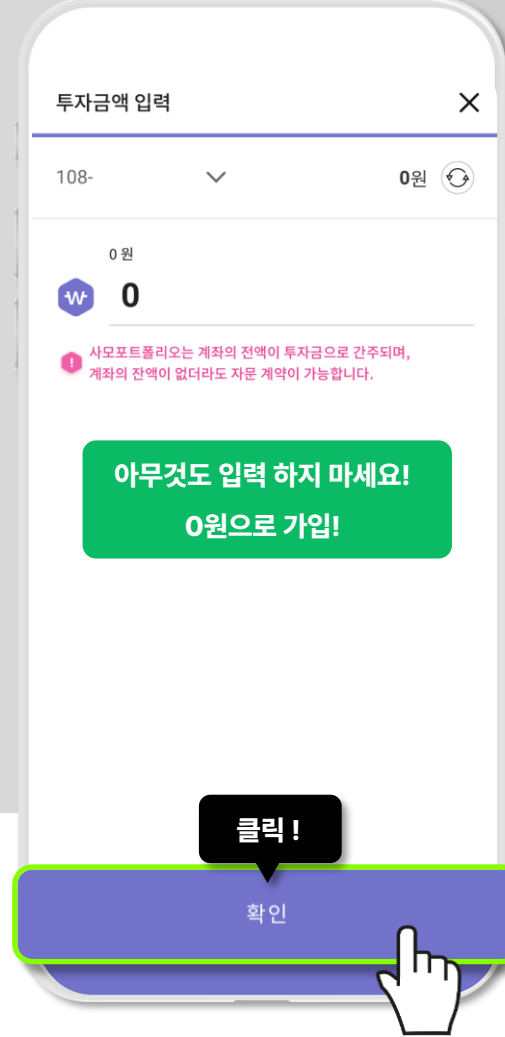 투자금액 입력
108-
0원
0 원
0
사모포트폴리오는 계좌의 전액이 투자금으로 간주되며,
계좌의 잔액이 없더라도 자문 계약이 가능합니다.
아무것도 입력 하지 마세요!
0원으로 가입!
클릭 !
확인